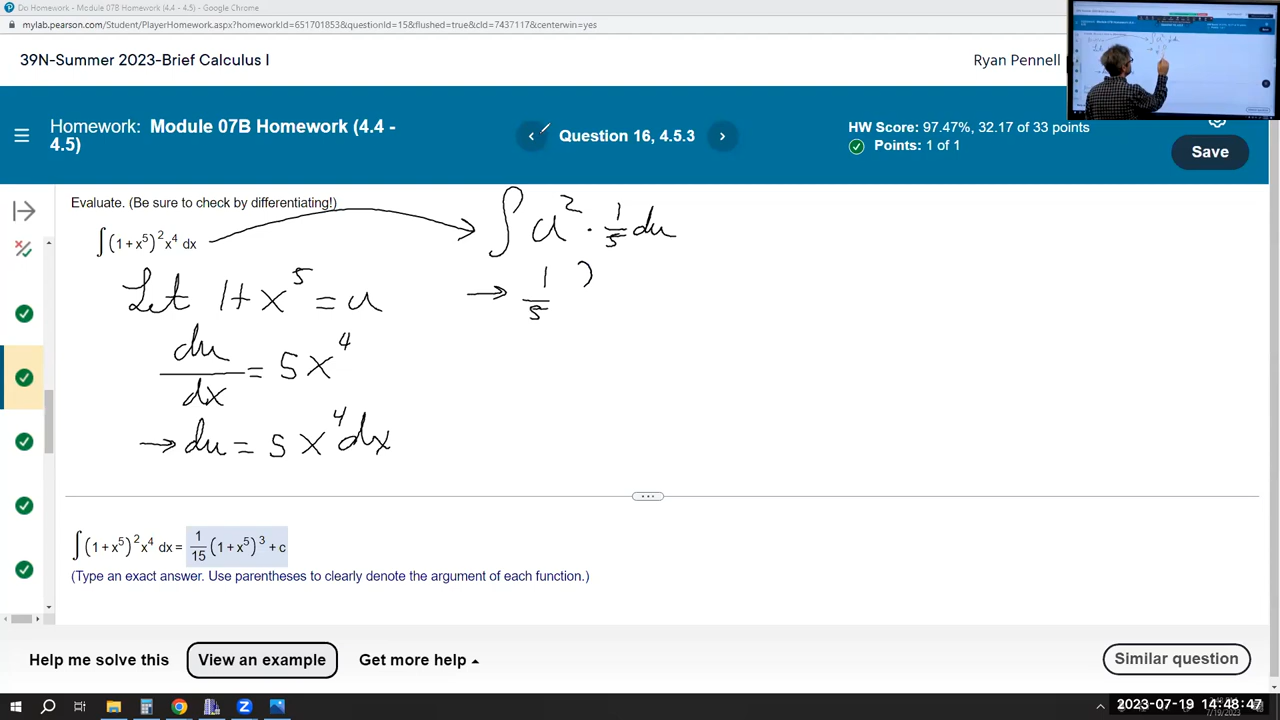 Do Homework - Module 07B Homework (4.4 - 4.5) - Google Chrome
mylab.pearson.com/Student/PlayerHomework.aspx?homeworkId=651701853&questionId=15&flushed=true&cId=7437117&centerwin=yes
39N-Summer 2023-Brief Calculus I
Ryan Pennell
Homework: Module 07B Homework (4.4 - 4.5)
Question 16, 4.5.3
HW Score: 97.47%, 32.17 of 33 points
Points: 1 of 1
Save
Evaluate. (Be sure to check by differentiating!)
∫(1+x⁵)²x⁴ dx
∫ u² · 1/5 du
Let 1+x⁵ = u
→ 1/5
du/dx = 5x⁴
→ du = 5x⁴dx
∫(1+x⁵)²x⁴ dx = 1/15 (1+x⁵)³ + c
(Type an exact answer. Use parentheses to clearly denote the argument of each function.)
Help me solve this
View an example
Get more help
Similar question
2023-07-19 14:48:47